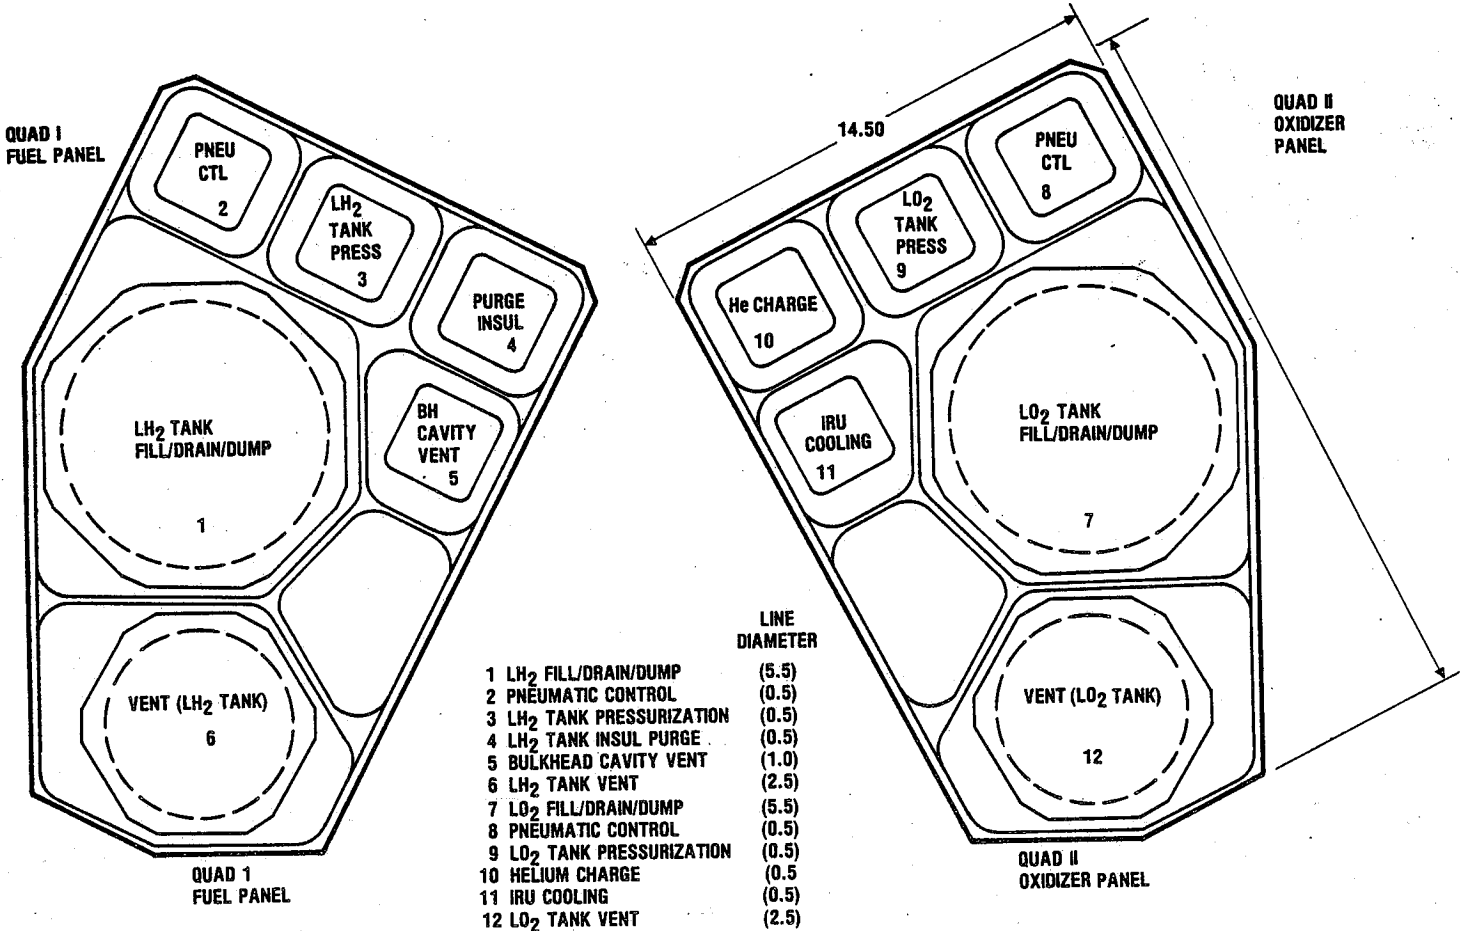 QUAD I
FUEL PANEL
PNEU
CTL
2
LH2
TANK
PRESS
3
PURGE
INSUL
4
BH
CAVITY
VENT
5
LH2 TANK
FILL/DRAIN/DUMP
1
VENT (LH2 TANK)
6
QUAD 1
FUEL PANEL
14.50
QUAD II
OXIDIZER
PANEL
PNEU
CTL
8
LO2
TANK
PRESS
9
He CHARGE
10
IRU
COOLING
11
LO2 TANK
FILL/DRAIN/DUMP
7
VENT (LO2 TANK)
12
QUAD II
OXIDIZER PANEL
LINE
DIAMETER
1 LH2 FILL/DRAIN/DUMP (5.5)
2 PNEUMATIC CONTROL (0.5)
3 LH2 TANK PRESSURIZATION (0.5)
4 LH2 TANK INSUL PURGE (0.5)
5 BULKHEAD CAVITY VENT (1.0)
6 LH2 TANK VENT (2.5)
7 LO2 FILL/DRAIN/DUMP (5.5)
8 PNEUMATIC CONTROL (0.5)
9 LO2 TANK PRESSURIZATION (0.5)
10 HELIUM CHARGE (0.5
11 IRU COOLING (0.5)
12 LO2 TANK VENT (2.5)